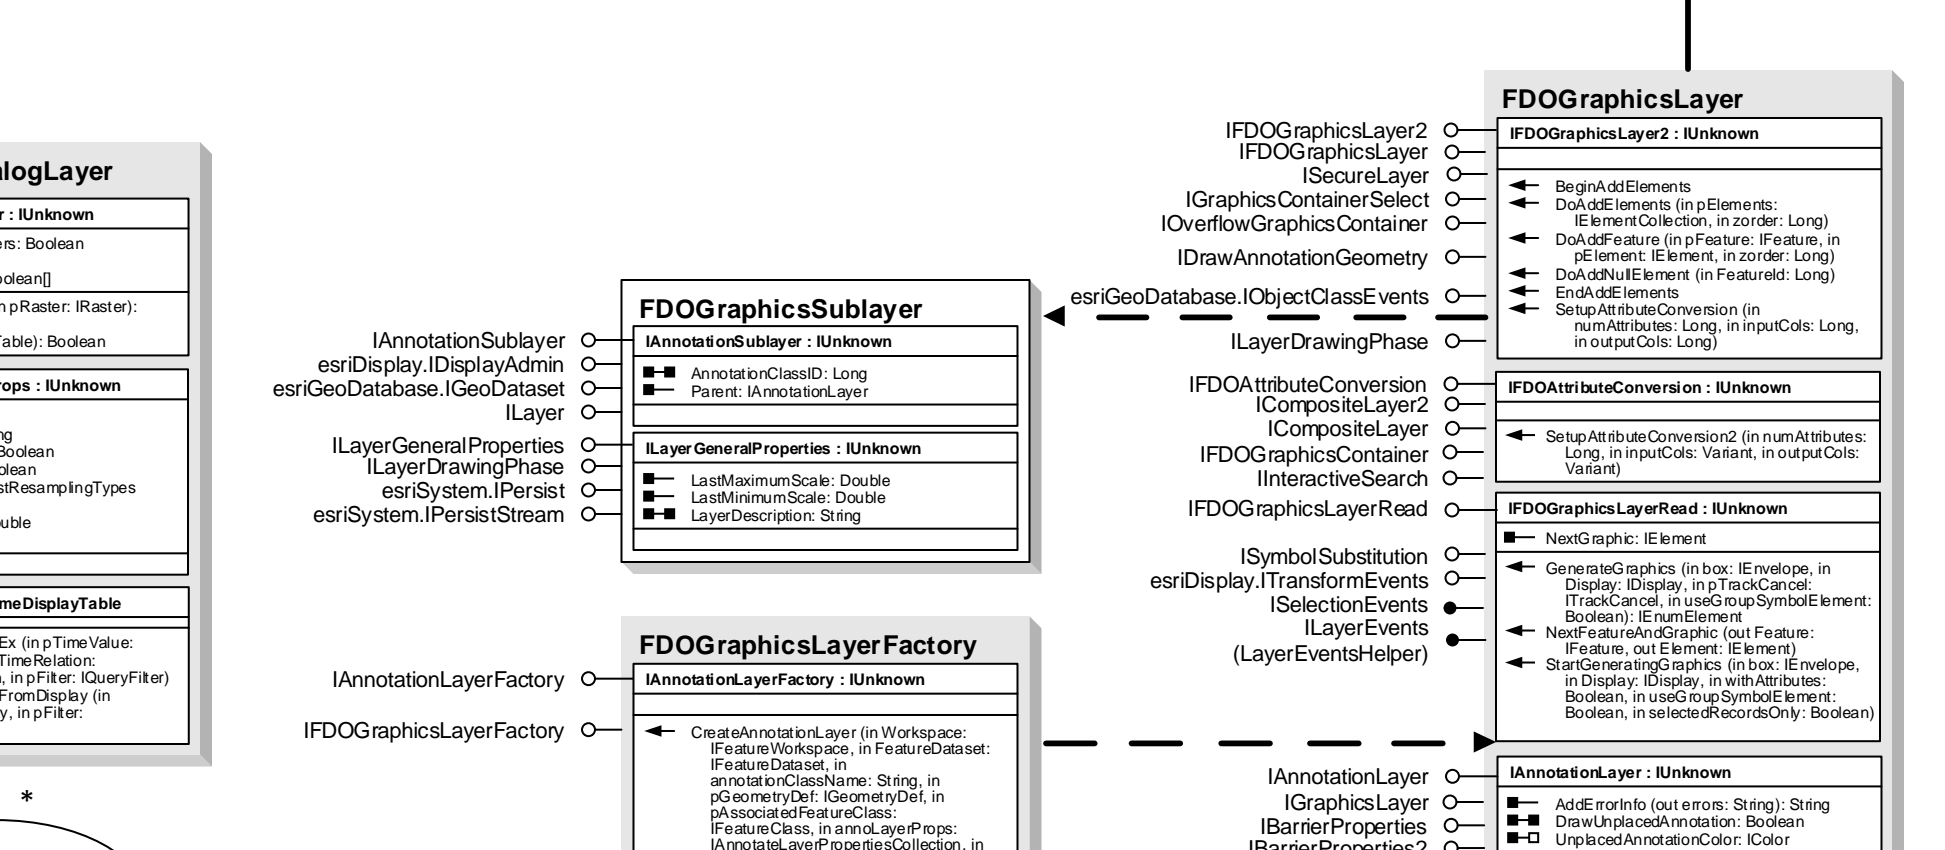 alogLayer
r : IUnknown
ers: Boolean
oolean[]
n pRaster: IRaster):
Table): Boolean
rops : IUnknown
ng
Boolean
olean
stResamplingTypes
uble
meDisplayTable
Ex (in pTimeValue:
TimeRelation:
, in pFilter: IQueryFilter)
FromDisplay (in
y, in pFilter:
*
IAnnotationSublayer
esriDisplay.IDisplayAdmin
esriGeoDatabase.IGeoDataset
ILayer
ILayerGeneralProperties
ILayerDrawingPhase
esriSystem.IPersist
esriSystem.IPersistStream
FDOGraphicsSublayer
IAnnotationSublayer : IUnknown
AnnotationClassID: Long
Parent: IAnnotationLayer
ILayerGeneralProperties : IUnknown
LastMaximumScale: Double
LastMinimumScale: Double
LayerDescription: String
IAnnotationLayerFactory
IFDOGraphicsLayerFactory
FDOGraphicsLayerFactory
IAnnotationLayerFactory : IUnknown
CreateAnnotationLayer (in Workspace:
IFeatureWorkspace, in FeatureDataset:
IFeatureDataset, in
annotationClassName: String, in
pGeometryDef: IGeometryDef, in
pAssociatedFeatureClass:
IFeatureClass, in annoLayerProps:
IAnnotateLayerPropertiesCollection, in
IFDOGraphicsLayer2
IFDOGraphicsLayer
ISecureLayer
IGraphicsContainerSelect
IOverflowGraphicsContainer
IDrawAnnotationGeometry
esriGeoDatabase.IObjectClassEvents
ILayerDrawingPhase
IFDOAttributeConversion
ICompositeLayer2
ICompositeLayer
IFDOGraphicsContainer
IInteractiveSearch
IFDOGraphicsLayerRead
ISymbolSubstitution
esriDisplay.ITransformEvents
ISelectionEvents
ILayerEvents
(LayerEventsHelper)
IAnnotationLayer
IGraphicsLayer
IBarrierProperties
IBarrierProperties2
FDOGraphicsLayer
IFDOGraphicsLayer2 : IUnknown
BeginAddElements
DoAddElements (in pElements:
IElementCollection, in zorder: Long)
DoAddFeature (in pFeature: IFeature, in
pElement: IElement, in zorder: Long)
DoAddNullElement (in FeatureId: Long)
EndAddElements
SetupAttributeConversion (in
numAttributes: Long, in inputCols: Long,
in outputCols: Long)
IFDOAttributeConversion : IUnknown
SetupAttributeConversion2 (in numAttributes:
Long, in inputCols: Variant, in outputCols:
Variant)
IFDOGraphicsLayerRead : IUnknown
NextGraphic: IElement
GenerateGraphics (in box: IEnvelope, in
Display: IDisplay, in pTrackCancel:
ITrackCancel, in useGroupSymbolElement:
Boolean): IEnumElement
NextFeatureAndGraphic (out Feature:
IFeature, out Element: IElement)
StartGeneratingGraphics (in box: IEnvelope,
in Display: IDisplay, in withAttributes:
Boolean, in useGroupSymbolElement:
Boolean, in selectedRecordsOnly: Boolean)
IAnnotationLayer : IUnknown
AddErrorInfo (out errors: String): String
DrawUnplacedAnnotation: Boolean
UnplacedAnnotationColor: IColor